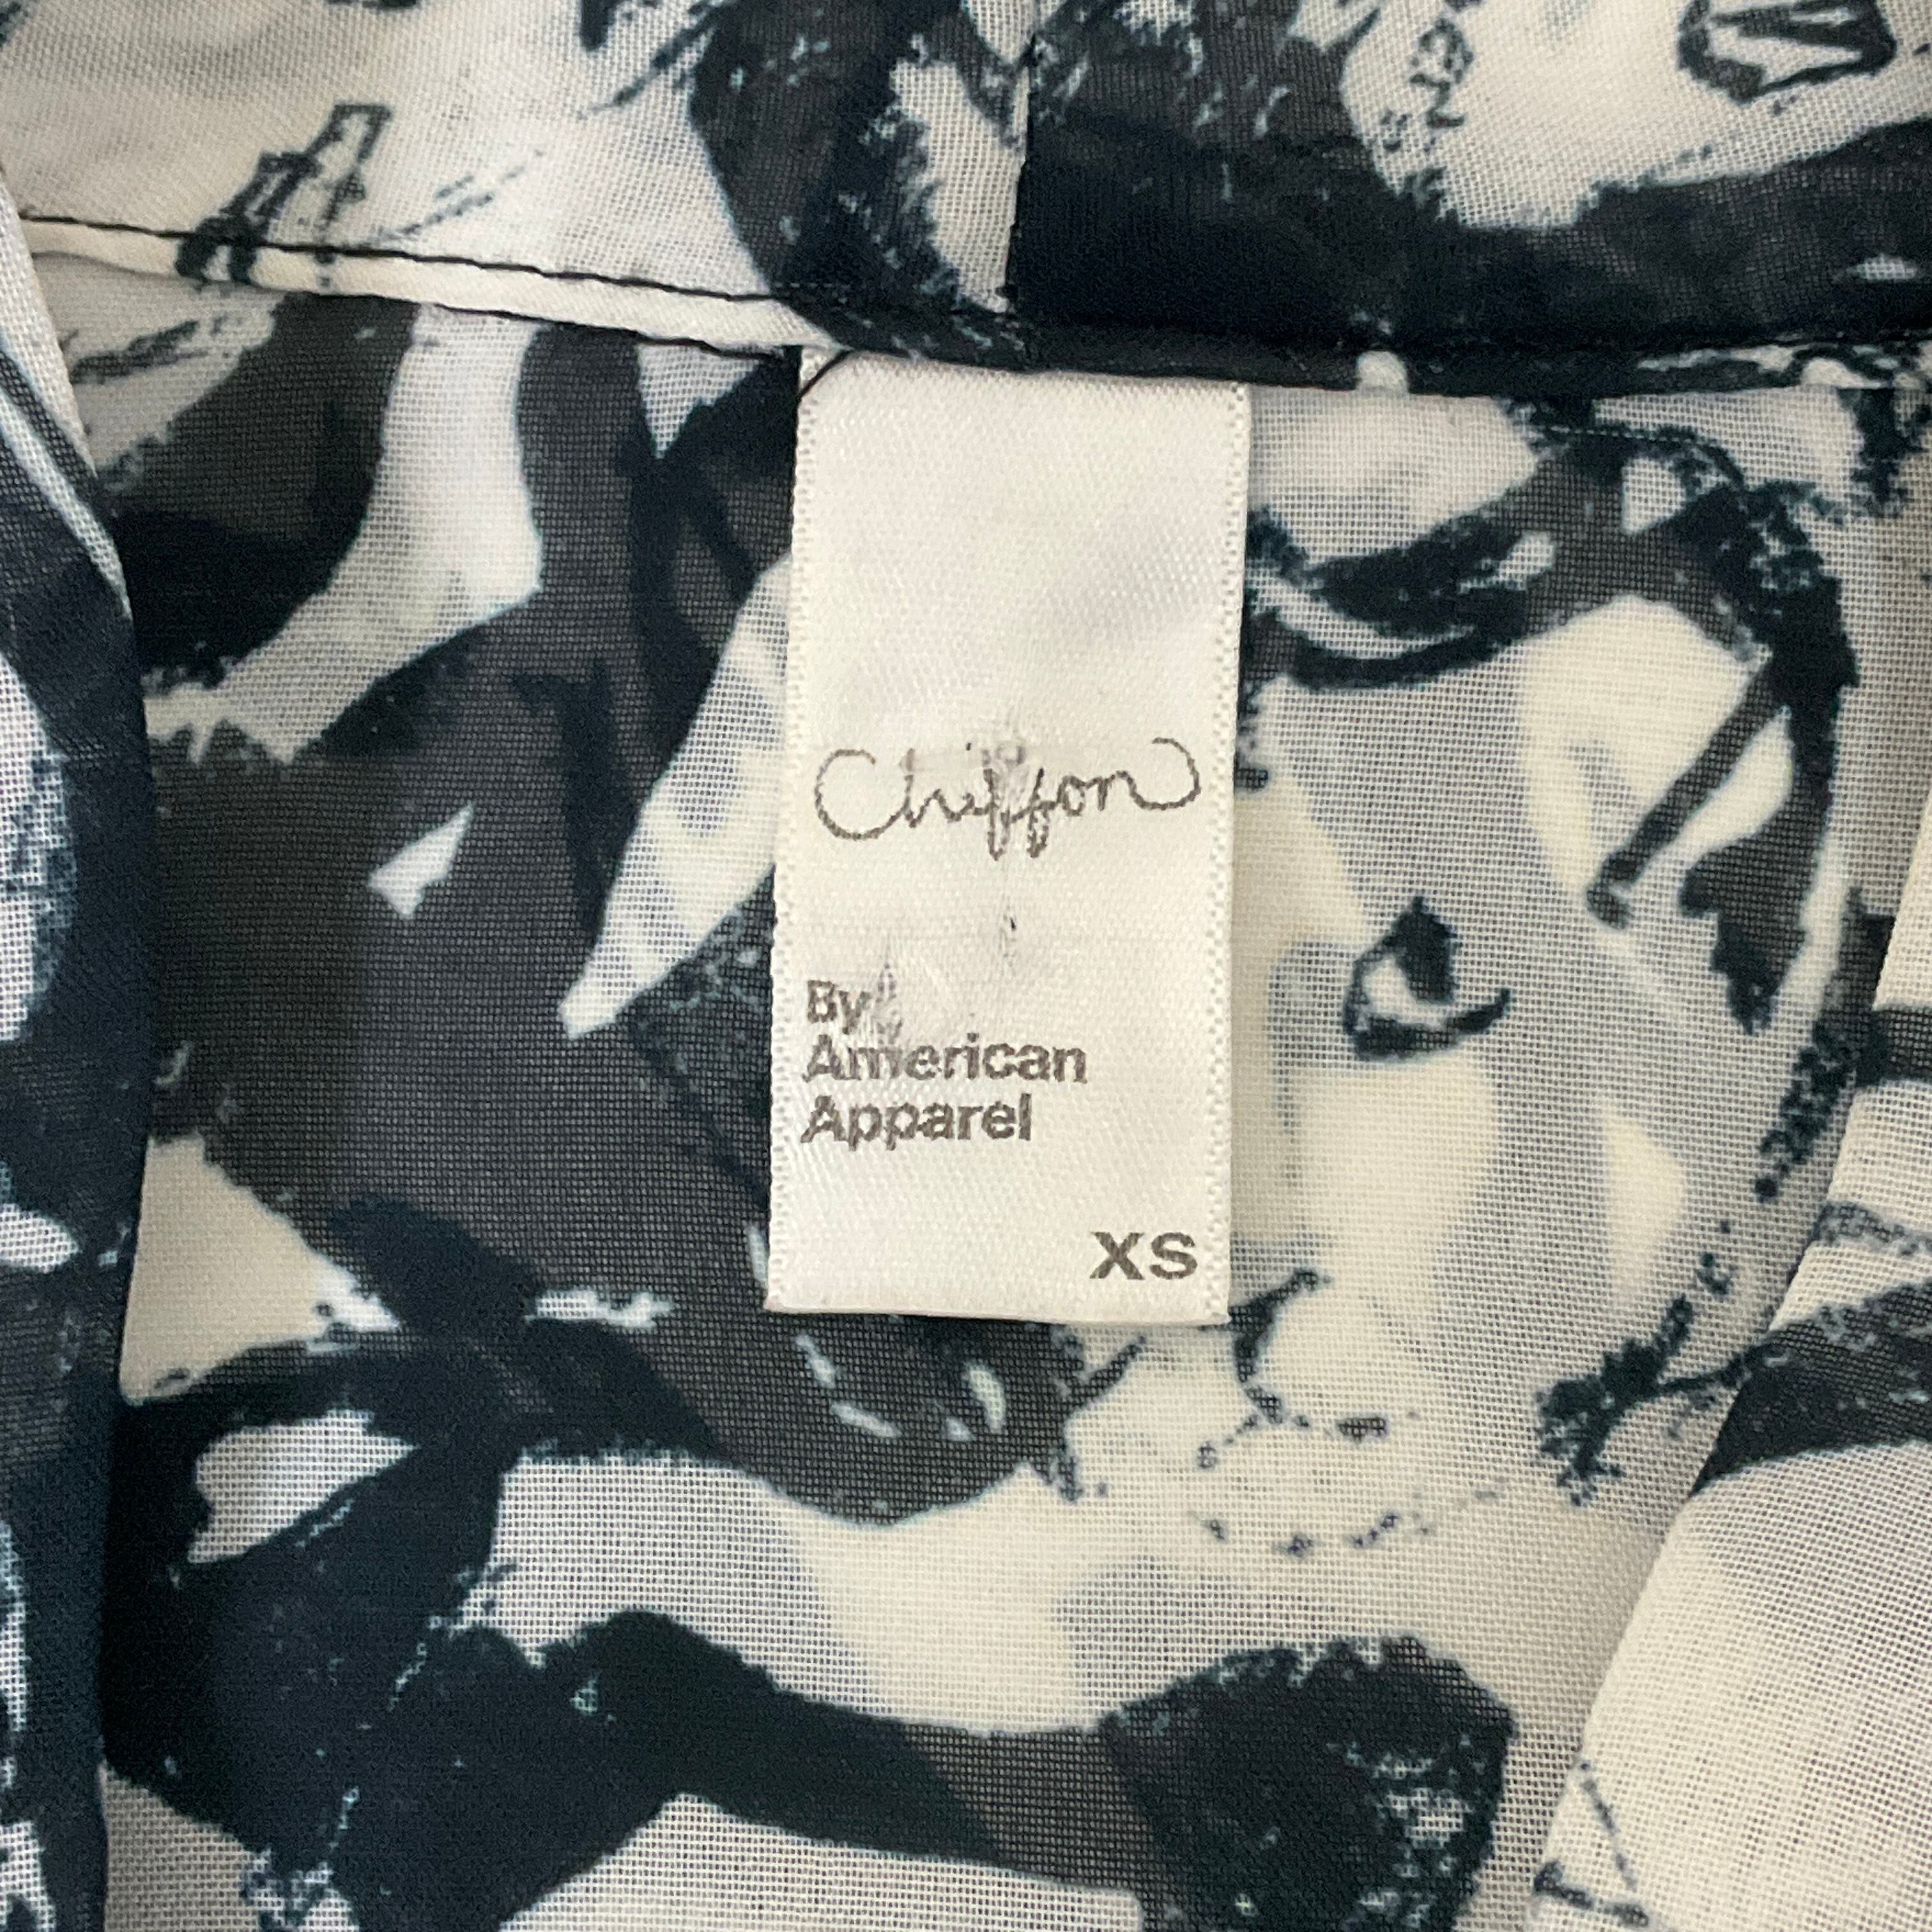 Chiffon
By
American
Apparel
XS